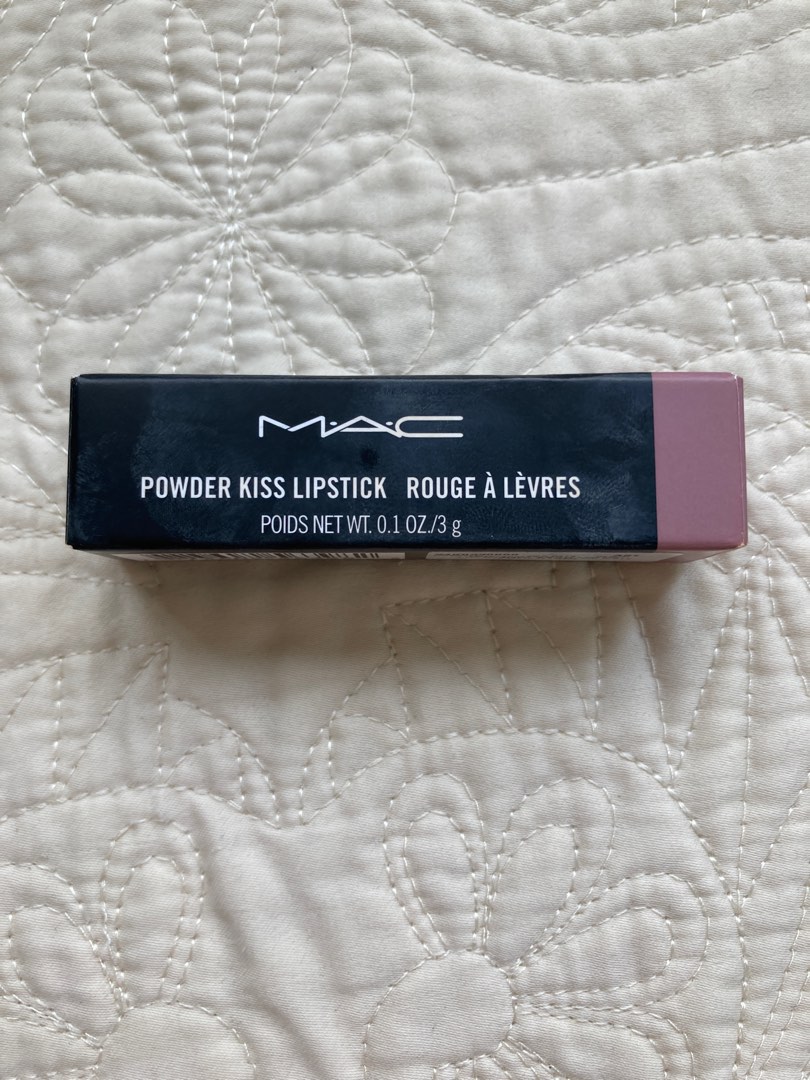 M·A·C
POWDER KISS LIPSTICK ROUGE À LÈVRES
POIDS NET WT. 0.1 OZ./3 g